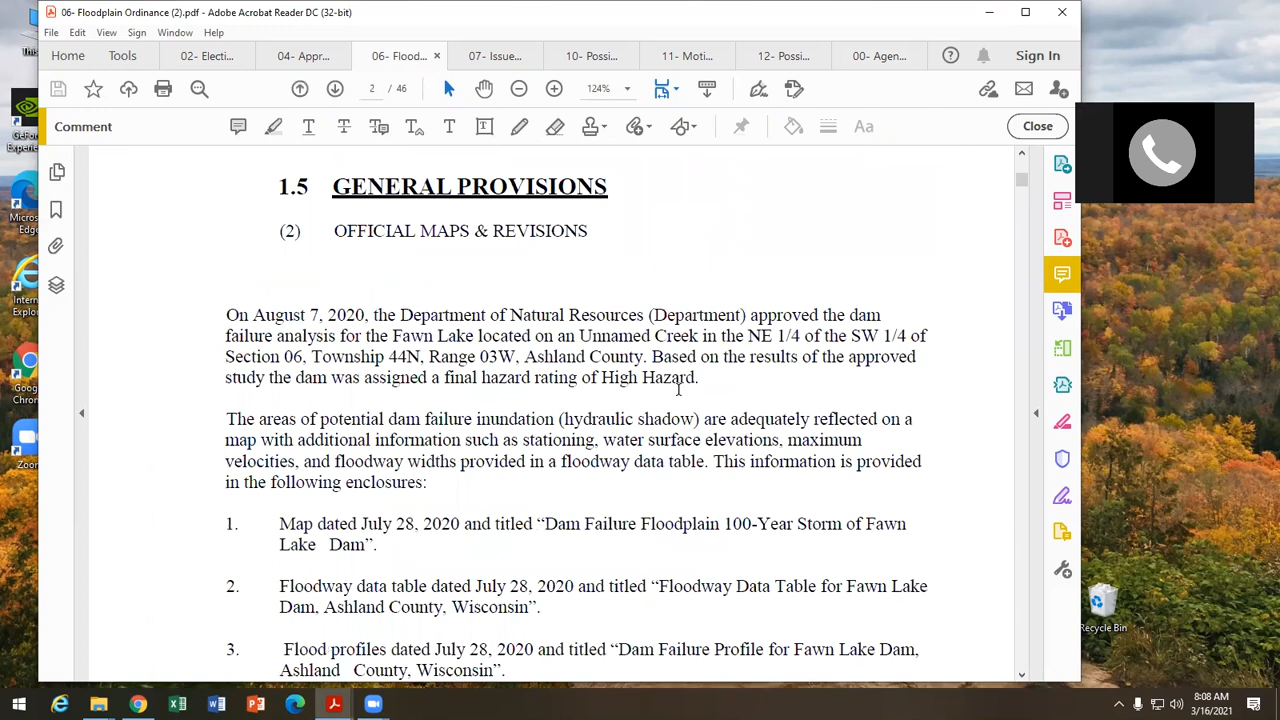 06- Floodplain Ordinance (2).pdf - Adobe Acrobat Reader DC (32-bit)
File Edit View Sign Window Help
Home Tools 02- Electi... 04- Appr... 06- Flood... 07- Issue... 10- Possi... 11- Moti... 12- Possi... 00- Agen... Sign In
2 / 46 124%
Comment Close
1.5 GENERAL PROVISIONS
(2) OFFICIAL MAPS & REVISIONS
On August 7, 2020, the Department of Natural Resources (Department) approved the dam
failure analysis for the Fawn Lake located on an Unnamed Creek in the NE 1/4 of the SW 1/4 of
Section 06, Township 44N, Range 03W, Ashland County. Based on the results of the approved
study the dam was assigned a final hazard rating of High Hazard.
The areas of potential dam failure inundation (hydraulic shadow) are adequately reflected on a
map with additional information such as stationing, water surface elevations, maximum
velocities, and floodway widths provided in a floodway data table. This information is provided
in the following enclosures:
1. Map dated July 28, 2020 and titled “Dam Failure Floodplain 100-Year Storm of Fawn
Lake Dam”.
2. Floodway data table dated July 28, 2020 and titled “Floodway Data Table for Fawn Lake
Dam, Ashland County, Wisconsin”.
3. Flood profiles dated July 28, 2020 and titled “Dam Failure Profile for Fawn Lake Dam,
Ashland County, Wisconsin”.
This
GeFor
Experie
Micros
Edg
Intern
Explor
Goog
Chro
Zoo
Recycle Bin
8:08 AM
3/16/2021